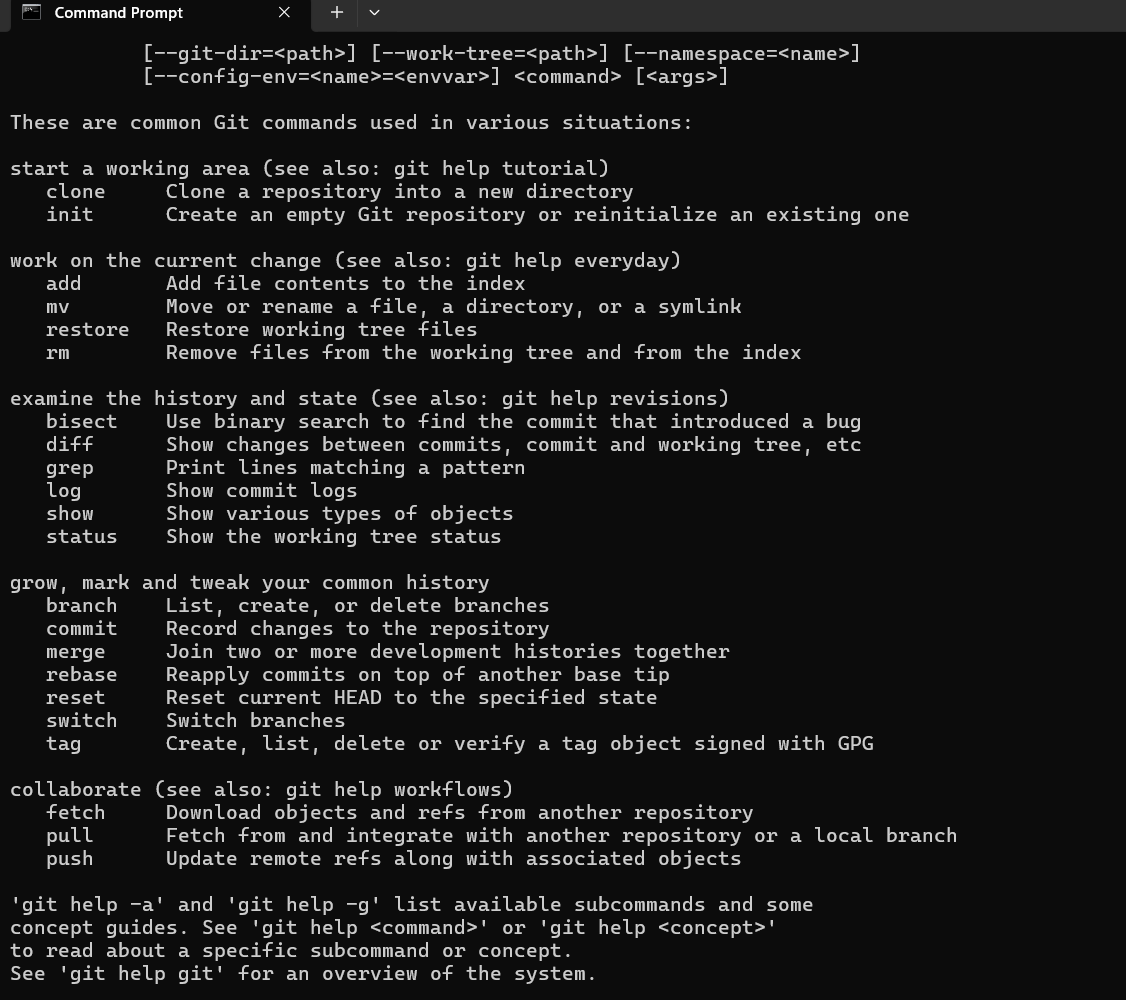 Command Prompt
[--git-dir=<path>] [--work-tree=<path>] [--namespace=<name>]
[--config-env=<name>=<envvar>] <command> [<args>]
These are common Git commands used in various situations:
start a working area (see also: git help tutorial)
clone Clone a repository into a new directory
init Create an empty Git repository or reinitialize an existing one
work on the current change (see also: git help everyday)
add Add file contents to the index
mv Move or rename a file, a directory, or a symlink
restore Restore working tree files
rm Remove files from the working tree and from the index
examine the history and state (see also: git help revisions)
bisect Use binary search to find the commit that introduced a bug
diff Show changes between commits, commit and working tree, etc
grep Print lines matching a pattern
log Show commit logs
show Show various types of objects
status Show the working tree status
grow, mark and tweak your common history
branch List, create, or delete branches
commit Record changes to the repository
merge Join two or more development histories together
rebase Reapply commits on top of another base tip
reset Reset current HEAD to the specified state
switch Switch branches
tag Create, list, delete or verify a tag object signed with GPG
collaborate (see also: git help workflows)
fetch Download objects and refs from another repository
pull Fetch from and integrate with another repository or a local branch
push Update remote refs along with associated objects
'git help -a' and 'git help -g' list available subcommands and some
concept guides. See 'git help <command>' or 'git help <concept>'
to read about a specific subcommand or concept.
See 'git help git' for an overview of the system.